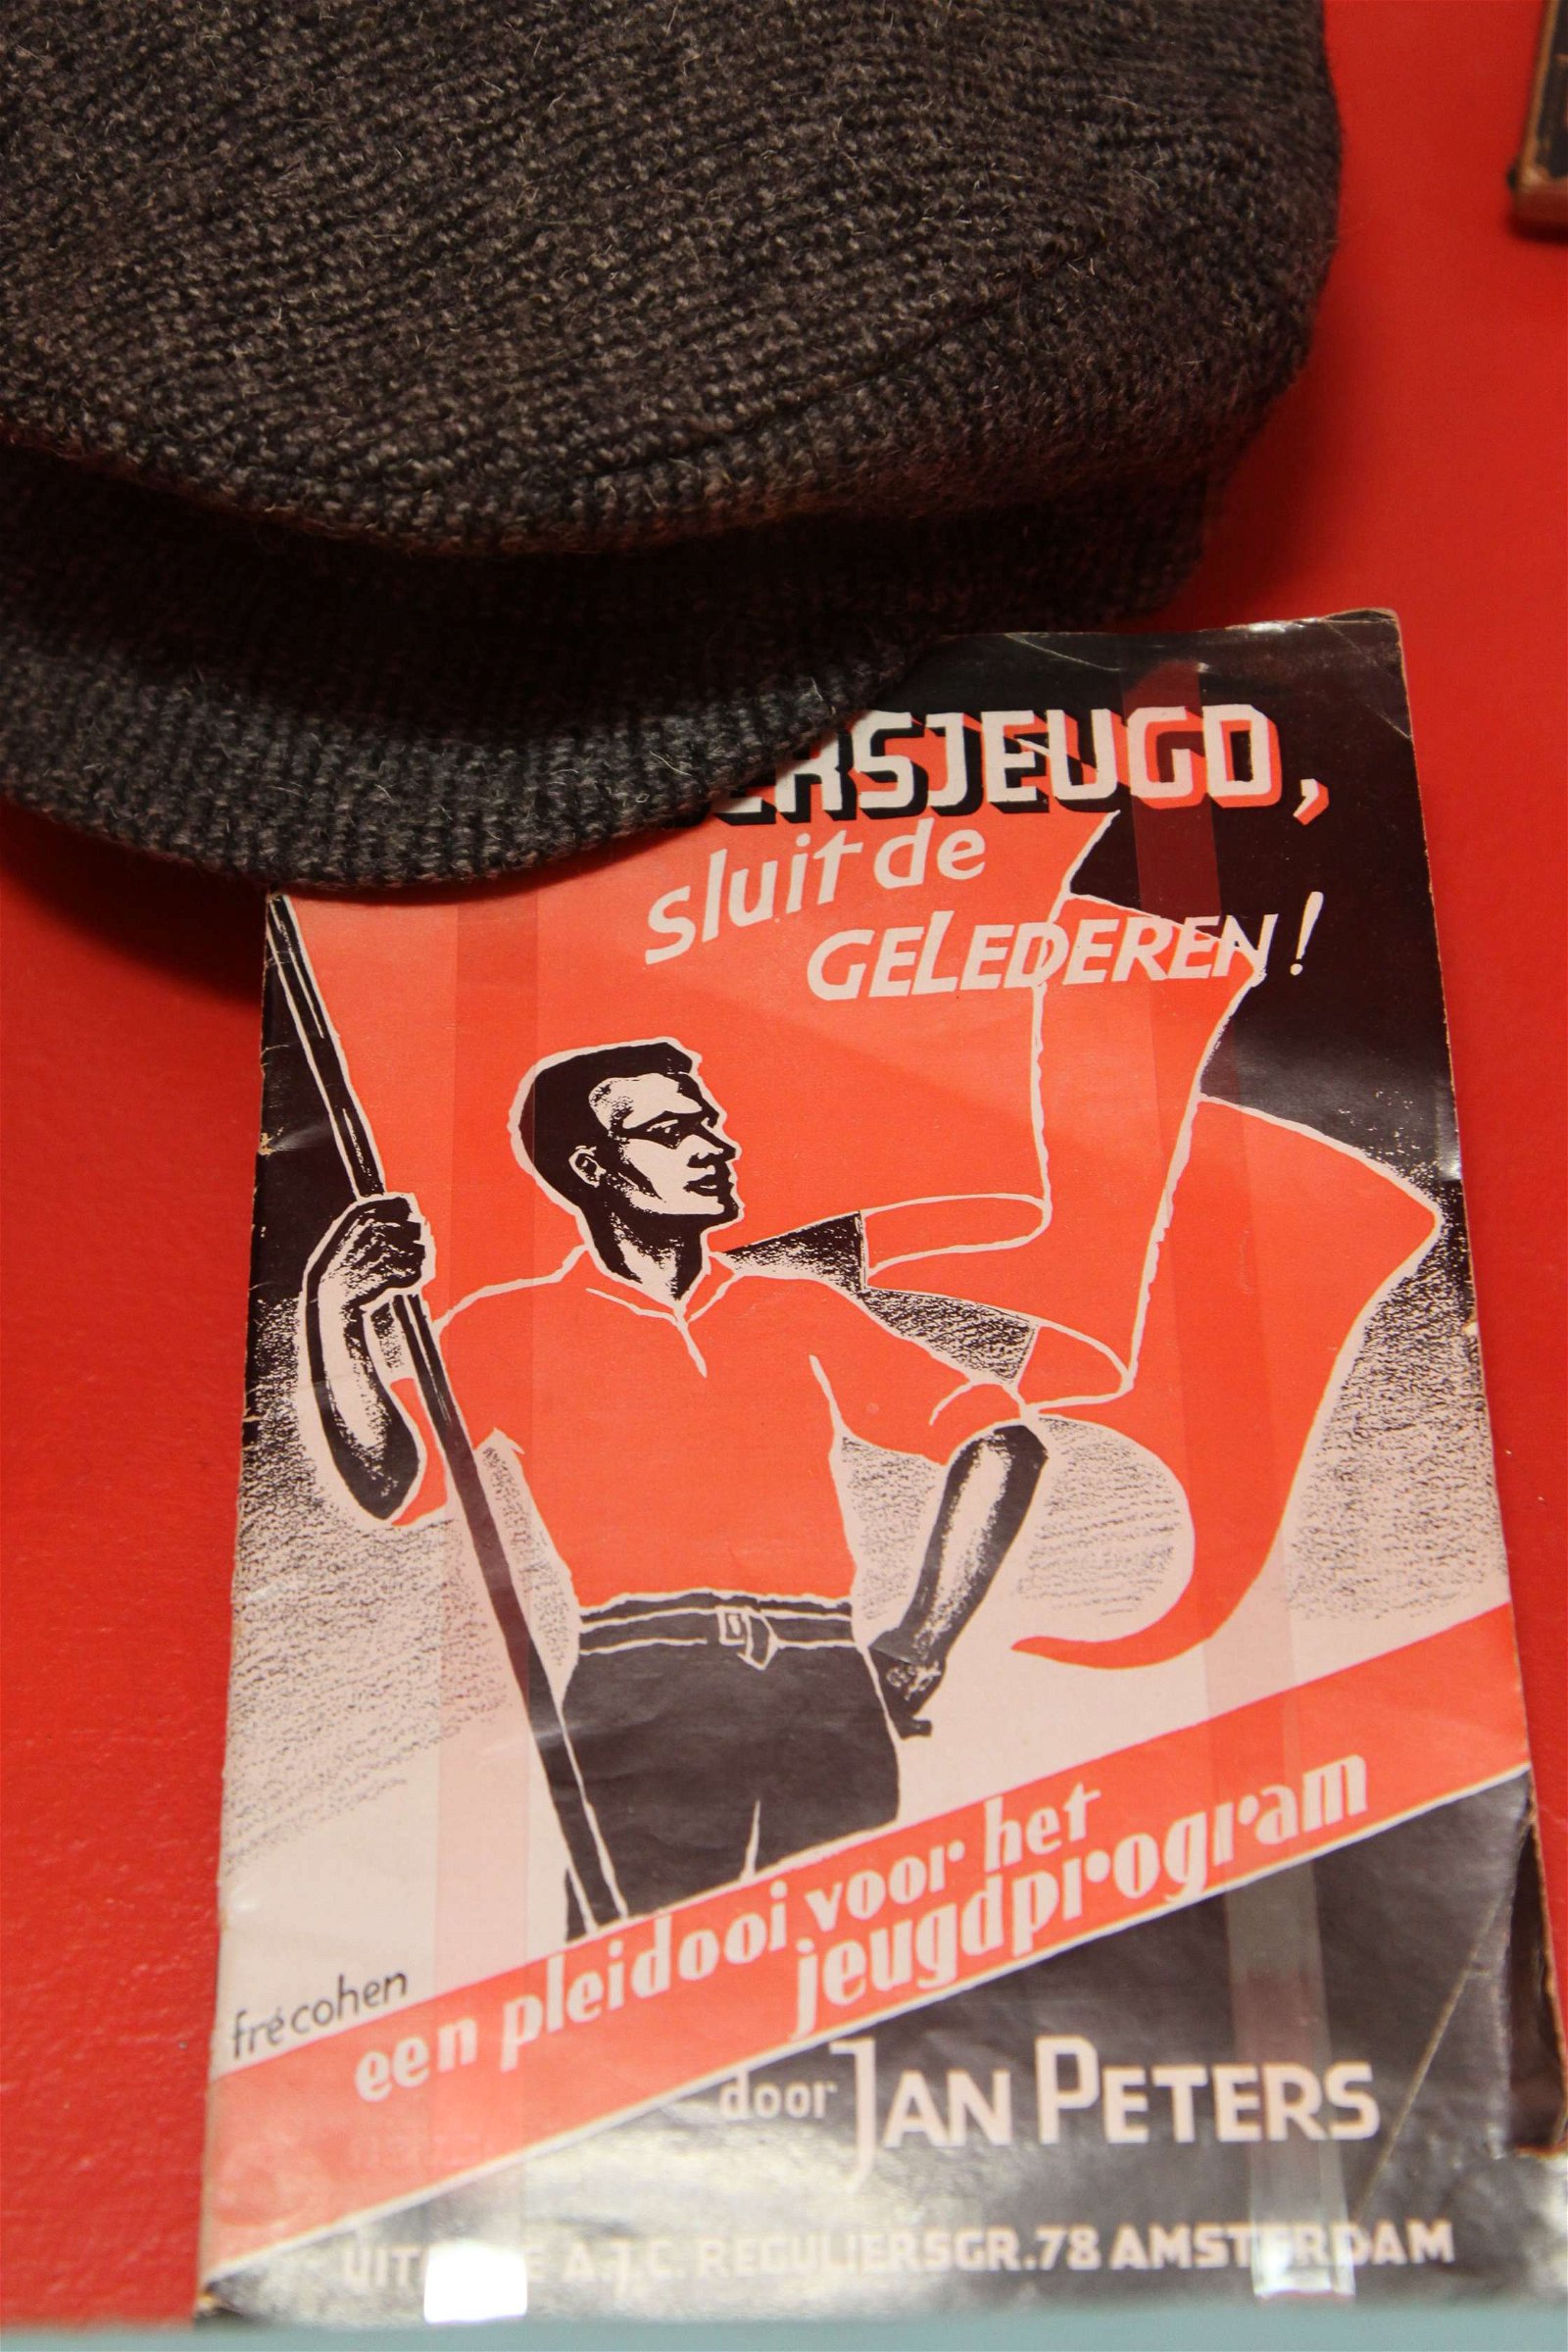 ERSJEUGD,
sluit de
GELEDEREN!
een pleidooi voor het
jeugdprogram
frécohen
door JAN PETERS
A.J.C. REGULIERSGR.78 AMSTERDAM